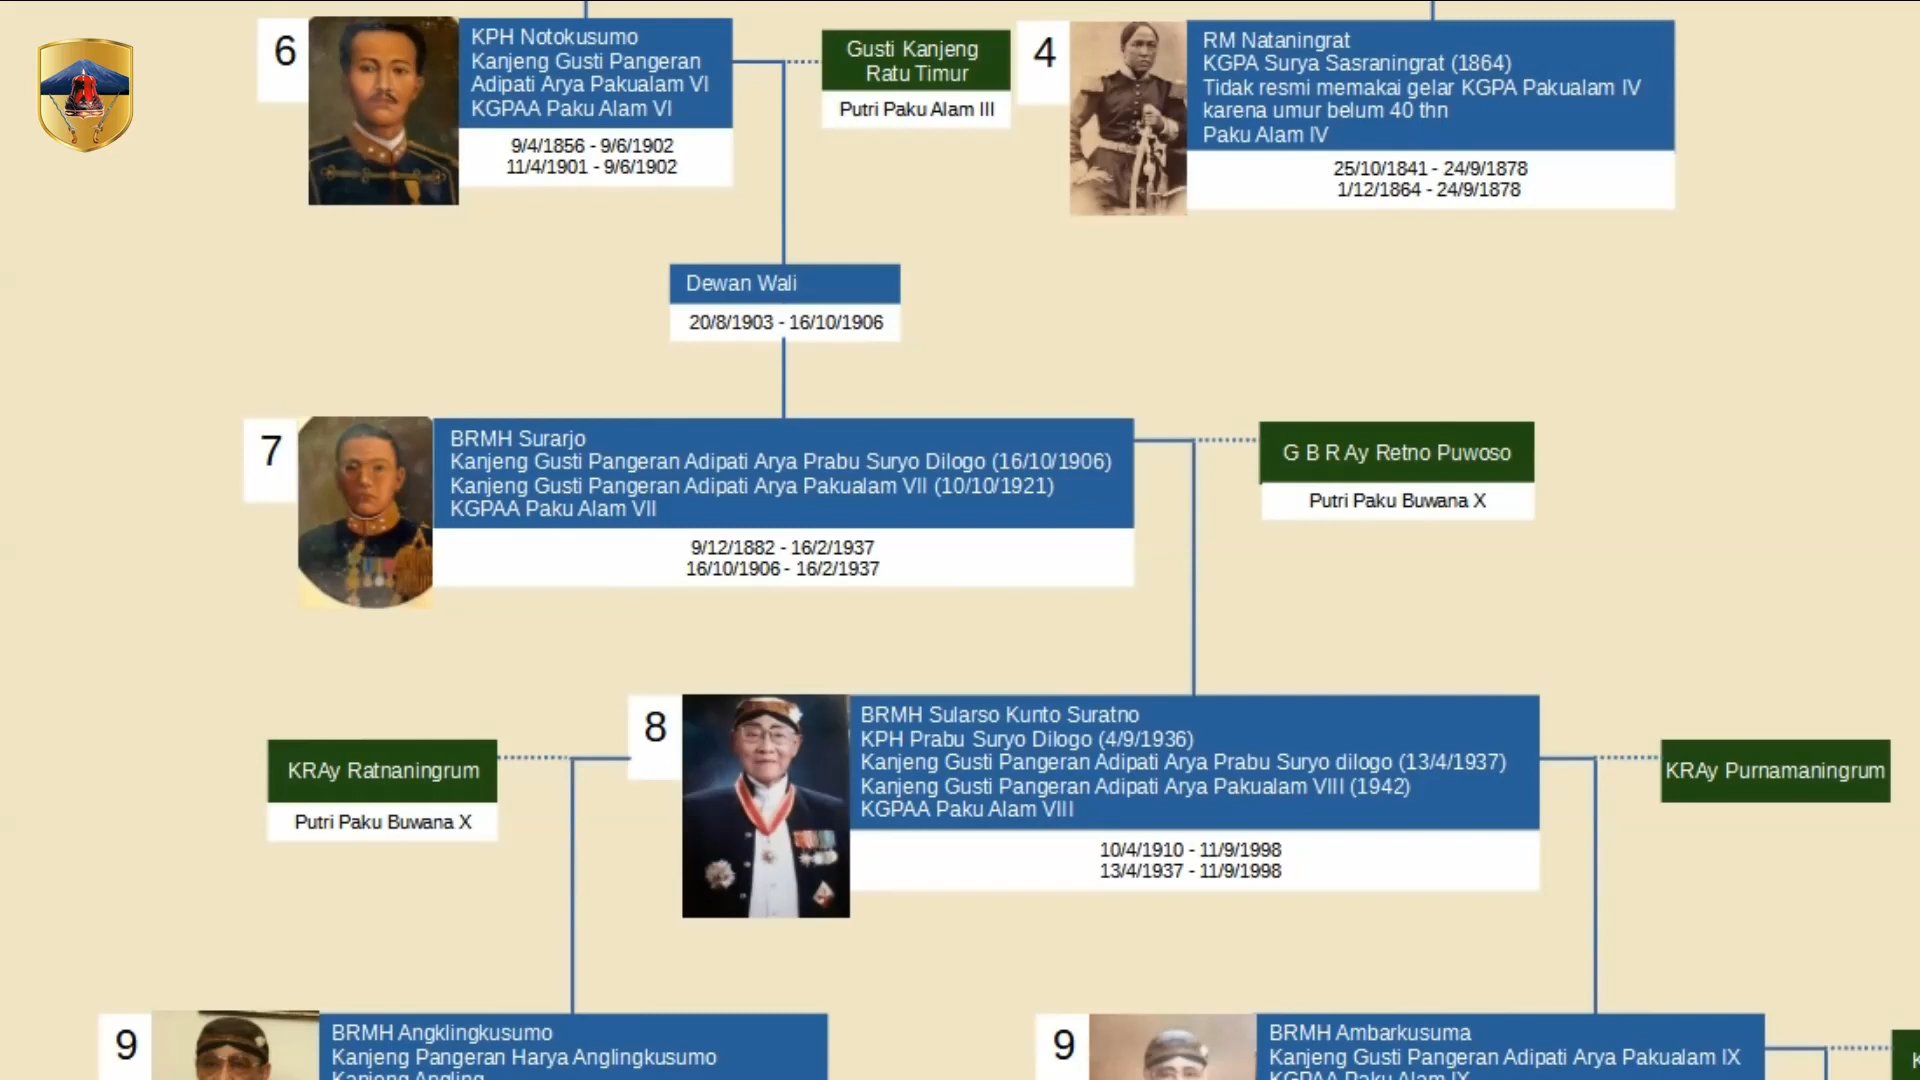 6
KPH Notokusumo
Kanjeng Gusti Pangeran
Adipati Arya Pakualam VI
KGPAA Paku Alam VI
9/4/1856 - 9/6/1902
11/4/1901 - 9/6/1902
Gusti Kanjeng
Ratu Timur
Putri Paku Alam III
4
RM Nataningrat
KGPA Surya Sasraningrat (1864)
Tidak resmi memakai gelar KGPA Pakualam IV
karena umur belum 40 thn
Paku Alam IV
25/10/1841 - 24/9/1878
1/12/1864 - 24/9/1878
Dewan Wali
20/8/1903 - 16/10/1906
7
BRMH Surarjo
Kanjeng Gusti Pangeran Adipati Arya Prabu Suryo Dilogo (16/10/1906)
Kanjeng Gusti Pangeran Adipati Arya Pakualam VII (10/10/1921)
KGPAA Paku Alam VII
9/12/1882 - 16/2/1937
16/10/1906 - 16/2/1937
G B R Ay Retno Puwoso
Putri Paku Buwana X
KRAy Ratnaningrum
Putri Paku Buwana X
8
BRMH Sularso Kunto Suratno
KPH Prabu Suryo Dilogo (4/9/1936)
Kanjeng Gusti Pangeran Adipati Arya Prabu Suryo dilogo (13/4/1937)
Kanjeng Gusti Pangeran Adipati Arya Pakualam VIII (1942)
KGPAA Paku Alam VIII
10/4/1910 - 11/9/1998
13/4/1937 - 11/9/1998
KRAy Purnamaningrum
9
BRMH Angklingkusumo
Kanjeng Pangeran Harya Anglingkusumo
Kanjeng Angling
9
BRMH Ambarkusuma
Kanjeng Gusti Pangeran Adipati Arya Pakualam IX
KGPAA Paku Alam IX